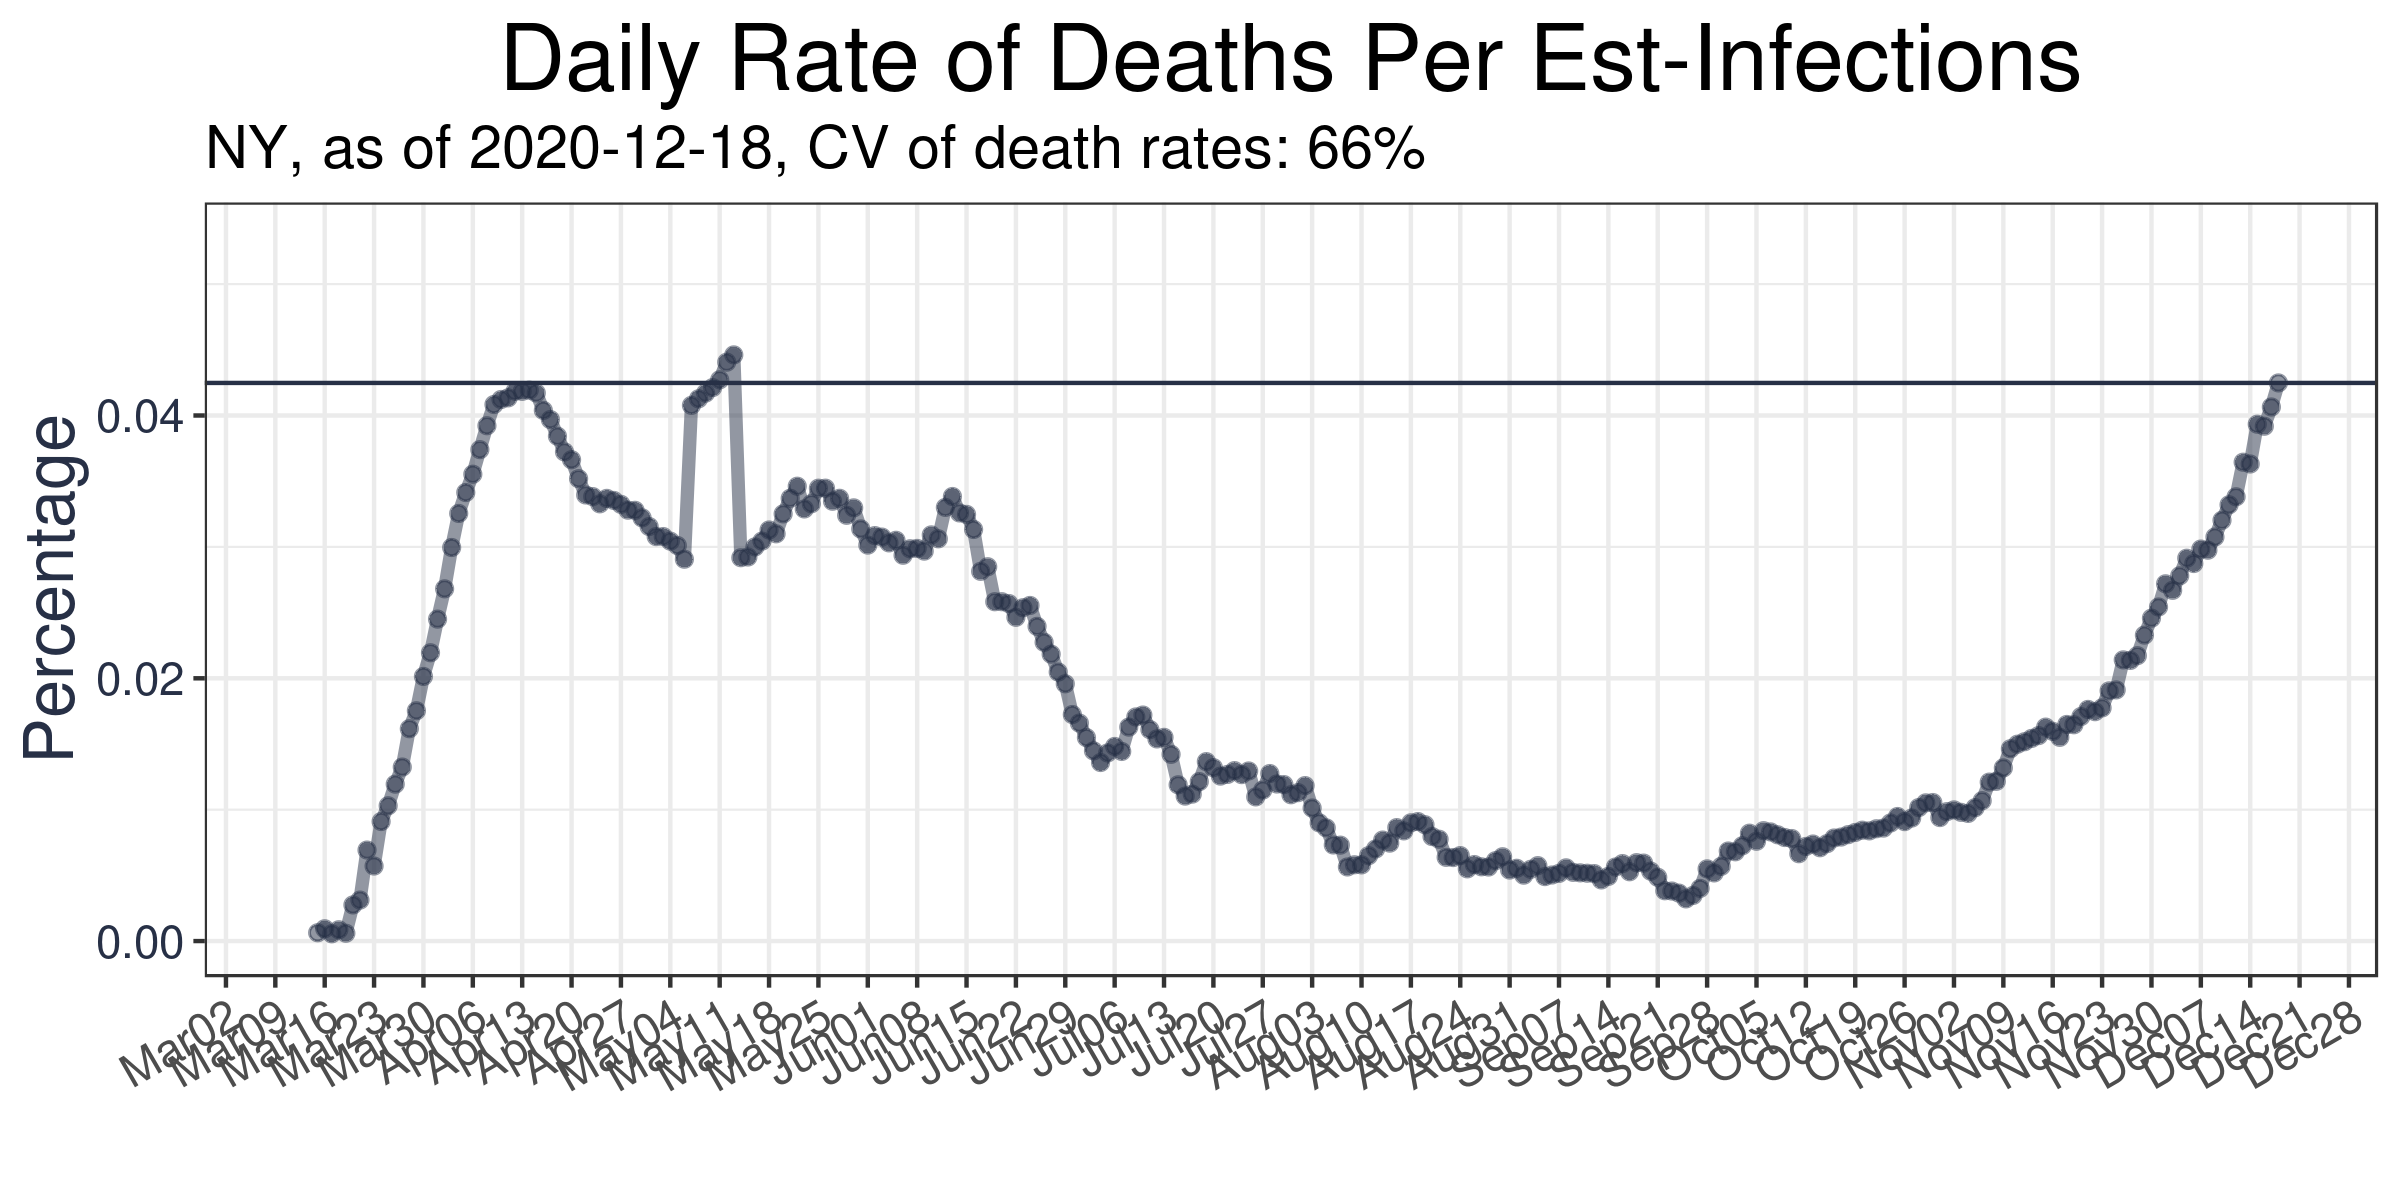 Daily Rate of Deaths Per Est-Infections
NY, as of 2020-12-18, CV of death rates: 66%
Percentage
0.04
0.02
0.00
Mar02
Mar09
Mar16
Mar23
Mar30
Apr06
Apr13
Apr20
Apr27
May04
May11
May18
May25
Jun01
Jun08
Jun15
Jun22
Jun29
Jul06
Jul13
Jul20
Jul27
Aug03
Aug10
Aug17
Aug24
Aug31
Sep07
Sep14
Sep21
Sep28
Oct05
Oct12
Oct19
Oct26
Nov02
Nov09
Nov16
Nov23
Nov30
Dec07
Dec14
Dec21
Dec28